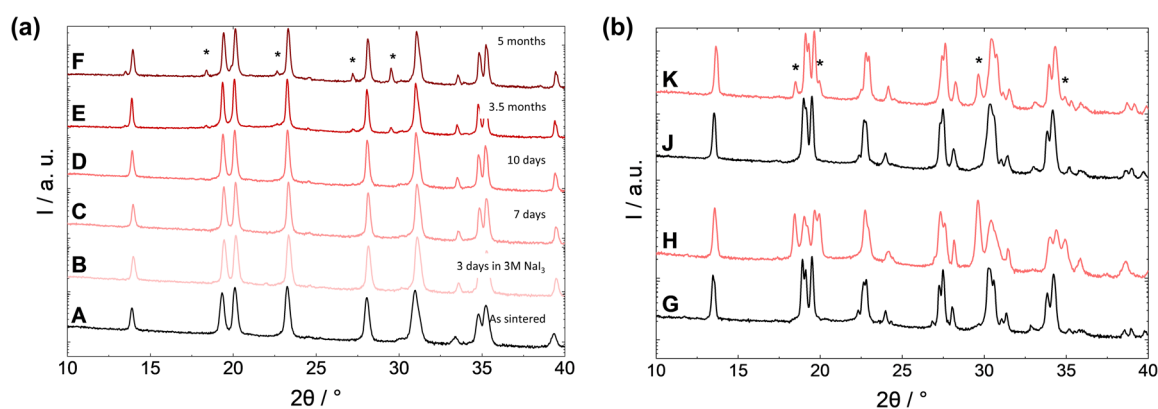 (a)
F
* * * *
5 months
E
3.5 months
D
10 days
C
7 days
B
3 days in 3M NaI₃
A
As sintered
I / a. u.
10 15 20 25 30 35 40
2θ / °
(b)
K
* * * *
J
H
G
I / a.u.
10 15 20 25 30 35 40
2θ / °